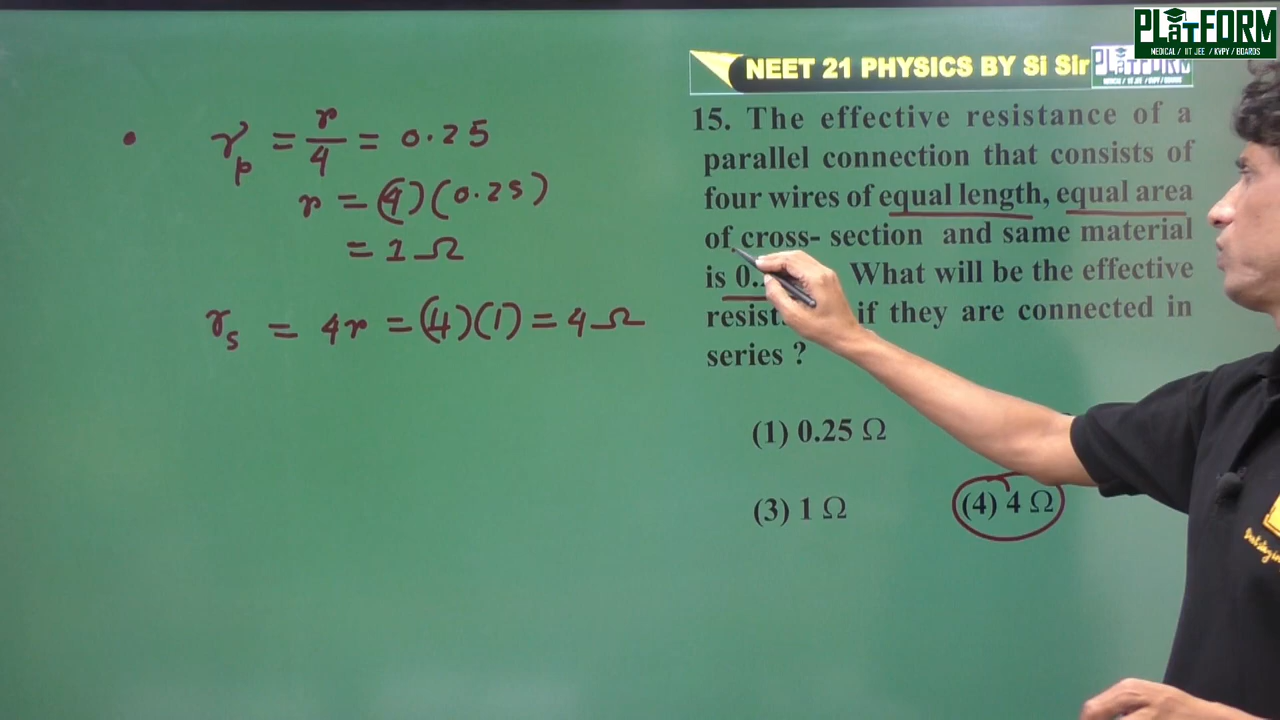 PLatFORM
MEDICAL / IIT JEE / KVPY / BOARDS
NEET 21 PHYSICS BY Si Sir
PLatFORM
15. The effective resistance of a
parallel connection that consists of
four wires of equal length, equal area
of cross- section and same material
is 0. What will be the effective
if they are connected in
series ?
(1) 0.25 Ω
(3) 1 Ω
(4) 4 Ω
r_p = r/4 = 0.25
r = (4)(0.25)
= 1 Ω
r_s = 4r = (4)(1) = 4 Ω